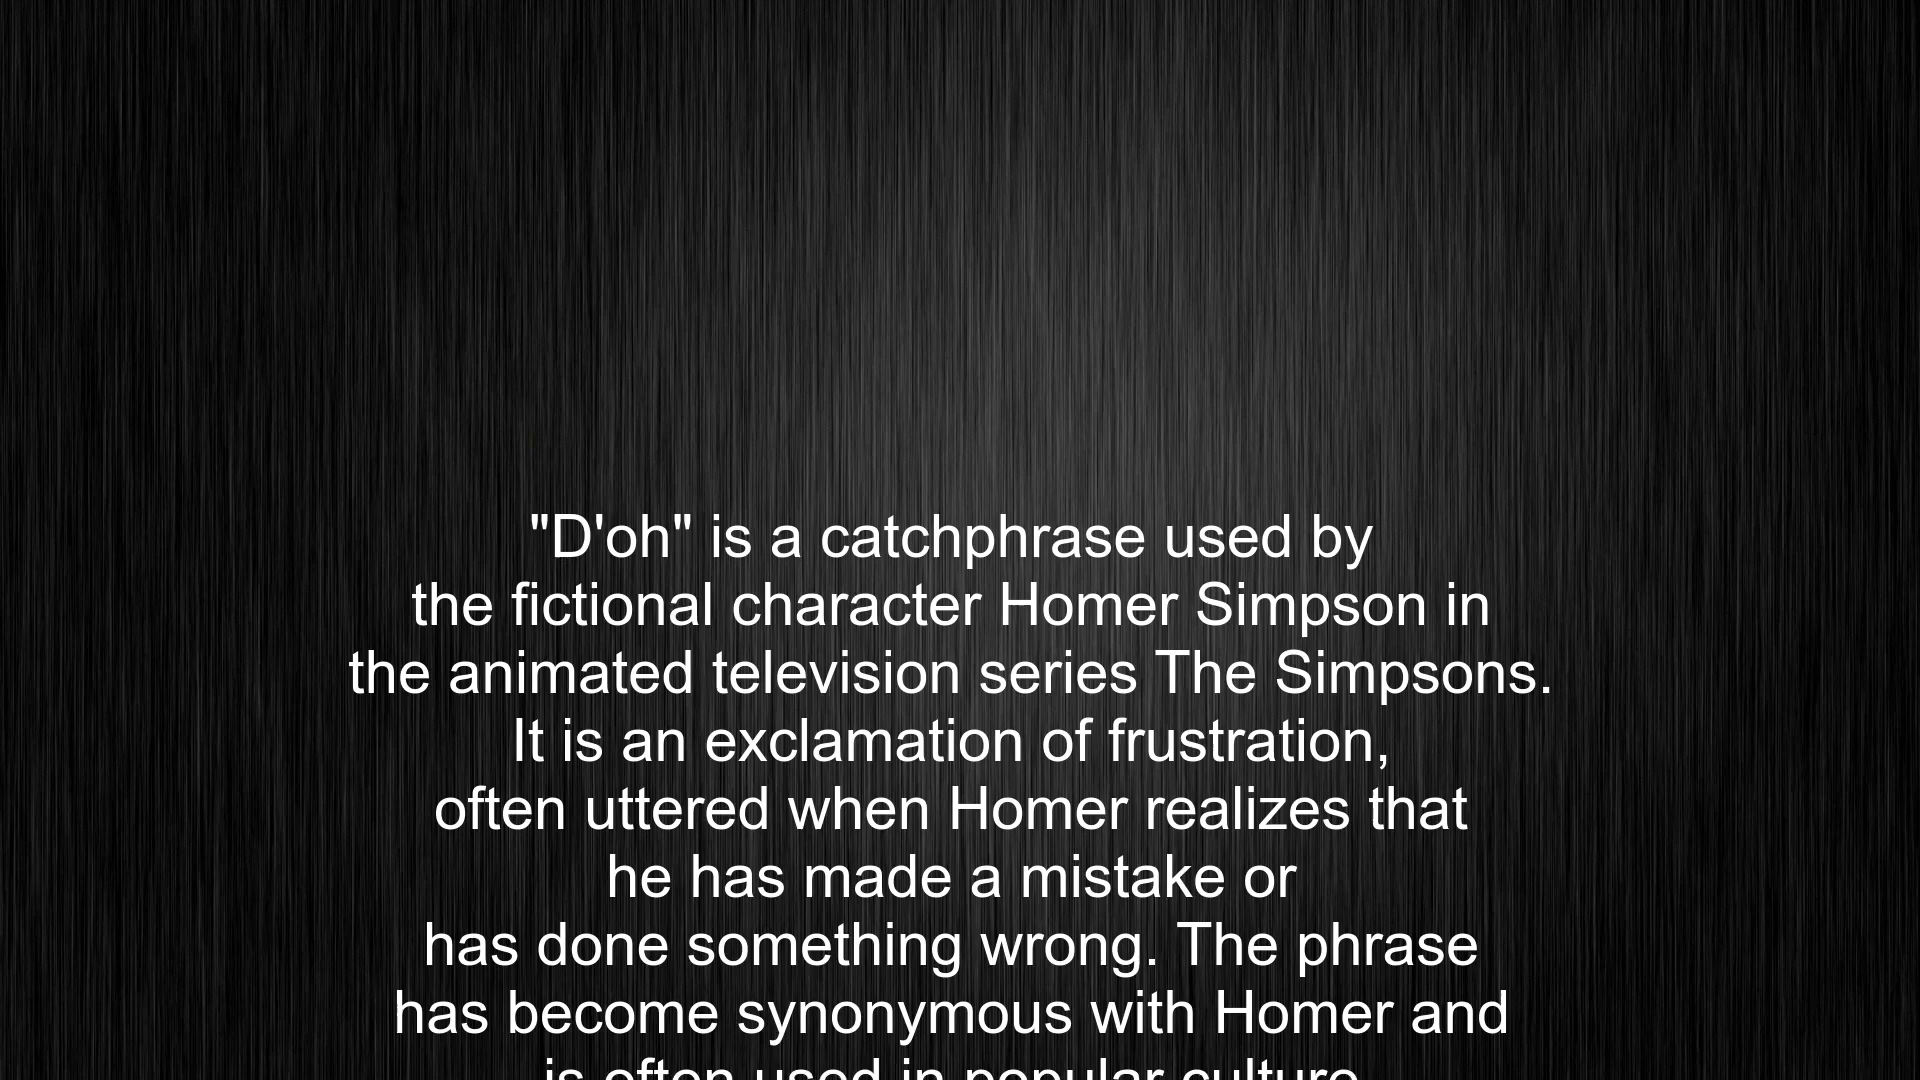 "D'oh" is a catchphrase used by
the fictional character Homer Simpson in
the animated television series The Simpsons.
It is an exclamation of frustration,
often uttered when Homer realizes that
he has made a mistake or
has done something wrong. The phrase
has become synonymous with Homer and
is often used in popular culture